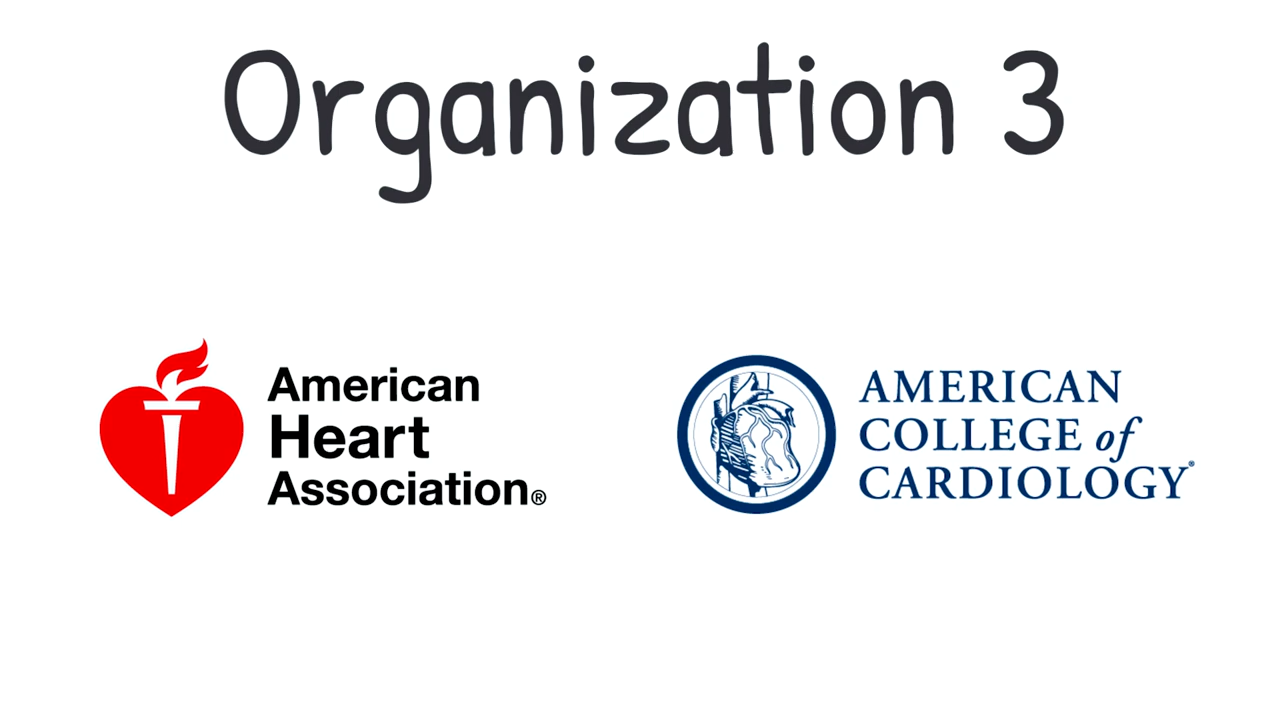 Organization 3
American
Heart
Association®
AMERICAN
COLLEGE of
CARDIOLOGY®